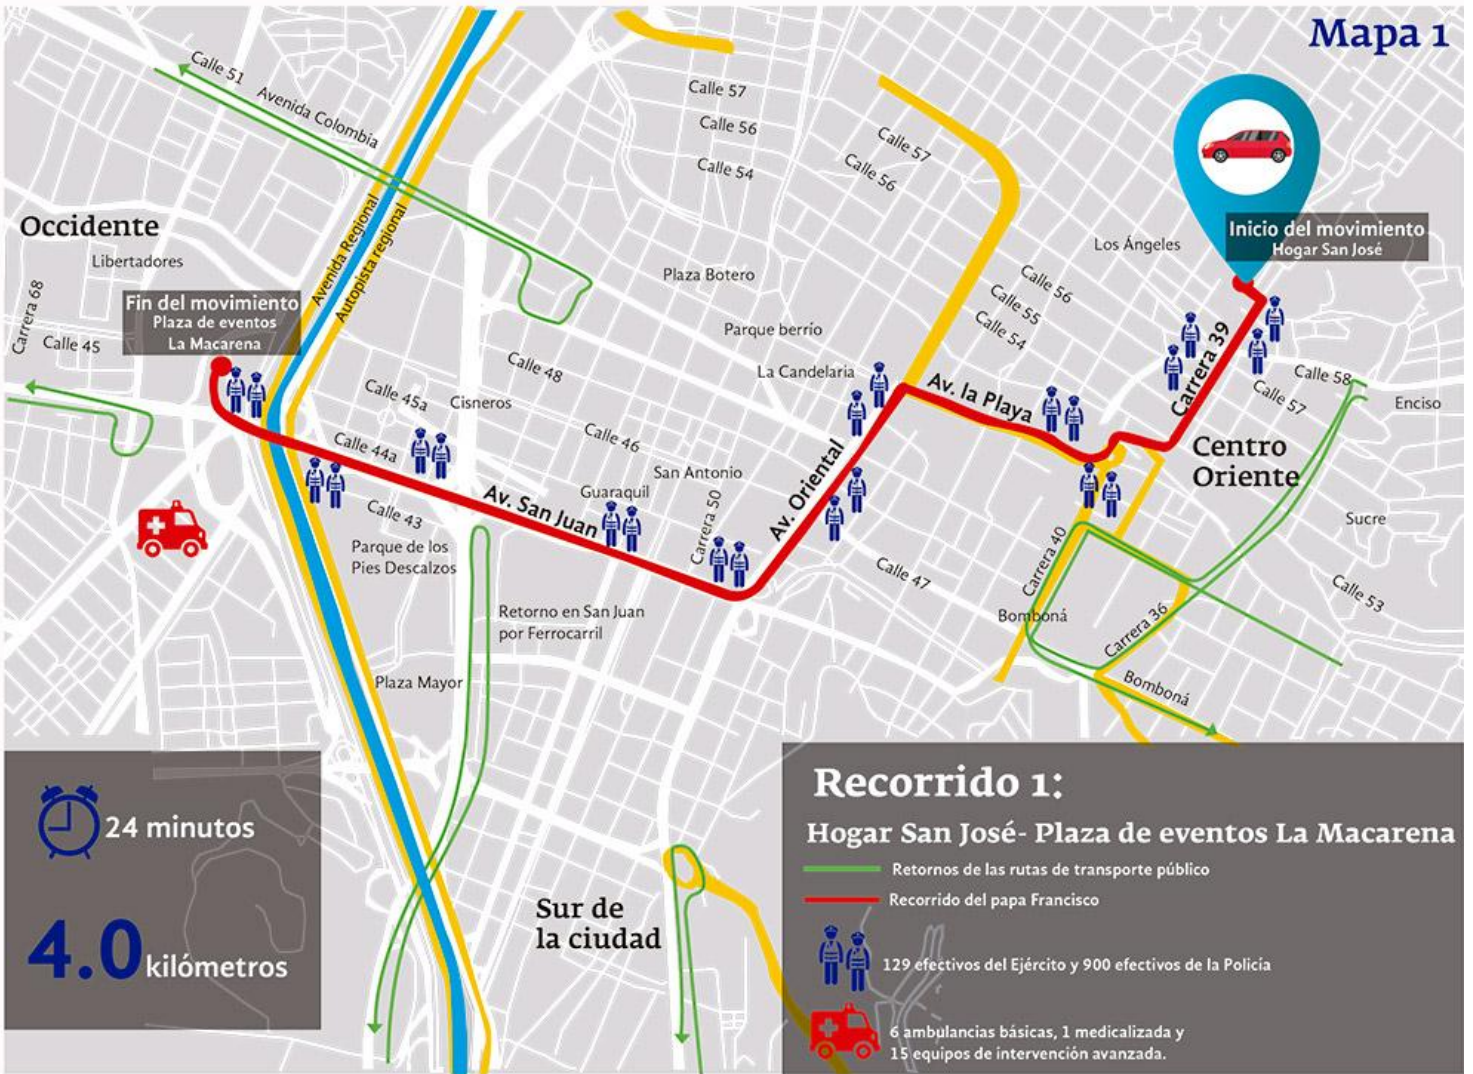 Mapa 1
Calle 51
Avenida Colombia
Calle 57
Calle 56
Calle 54
Calle 57
Calle 56
Occidente
Libertadores
Avenida Regional
Autopista regional
Los Ángeles
Inicio del movimiento
Hogar San José
Plaza Botero
Calle 56
Calle 55
Calle 54
Carrera 68
Calle 45
Fin del movimiento
Plaza de eventos
La Macarena
Parque berrío
La Candelaria
Calle 48
Calle 45a
Cisneros
Av. la Playa
Carrera 39
Calle 58
Calle 57
Enciso
Calle 44a
Calle 46
San Antonio
Guaraquil
Av. San Juan
Carrera 50
Av. Oriental
Centro
Oriente
Calle 43
Parque de los
Pies Descalzos
Sucre
Calle 47
Carrera 40
Calle 53
Retorno en San Juan
por Ferrocarril
Bomboná
Carrera 36
Plaza Mayor
Bomboná
24 minutos
4.0 kilómetros
Sur de
la ciudad
Recorrido 1:
Hogar San José- Plaza de eventos La Macarena
Retornos de las rutas de transporte público
Recorrido del papa Francisco
129 efectivos del Ejército y 900 efectivos de la Policía
6 ambulancias básicas, 1 medicalizada y
15 equipos de intervención avanzada.